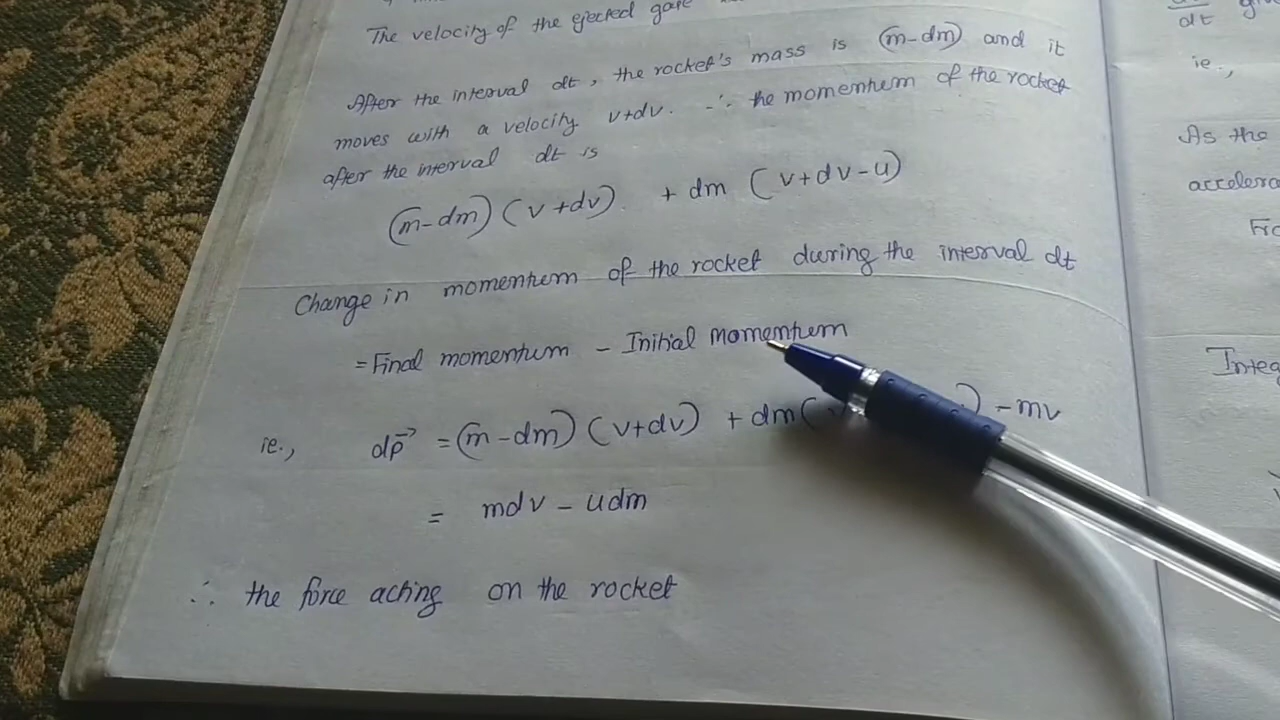 The velocity of the ejected gase
After the interval dt, the rocket's mass is (m-dm) and it
moves with a velocity v+dv. ∴ the momentum of the rocket
after the interval dt is
(m-dm) (v+dv) + dm (v+dv-u)
Change in momentum of the rocket during the interval dt
= Final momentum - Initial momentum
ie., dp⃗ = (m-dm) (v+dv) + dm( ) - mv
= mdv - udm
∴ the force acting on the rocket
dt
ie.,
As the
accelera
Integ